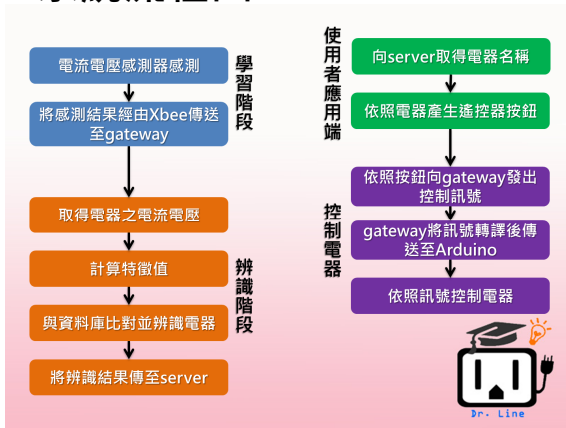 電流電壓感測器感測
將感測結果經由Xbee傳送
至gateway
學習階段
取得電器之電流電壓
計算特徵值
與資料庫比對並辨識電器
將辨識結果傳至server
辨識階段
使用者應用端
向server取得電器名稱
依照電器產生遙控器按鈕
控制電器
依照按鈕向gateway發出
控制訊號
gateway將訊號轉譯後傳
送至Arduino
依照訊號控制電器
Dr. Line